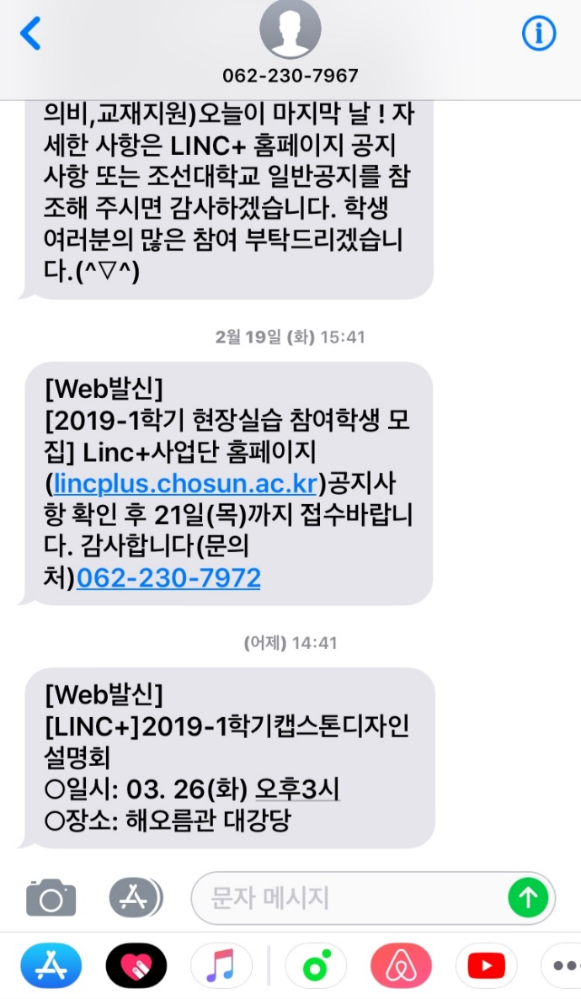 062-230-7967
의비,교재지원)오늘이 마지막 날 ! 자
세한 사항은 LINC+ 홈페이지 공지
사항 또는 조선대학교 일반공지를 참
조해 주시면 감사하겠습니다. 학생
여러분의 많은 참여 부탁드리겠습니
다.(^▽^)
2월 19일 (화) 15:41
[Web발신]
[2019-1학기 현장실습 참여학생 모
집] Linc+사업단 홈페이지
(lincplus.chosun.ac.kr)공지사
항 확인 후 21일(목)까지 접수바랍니
다. 감사합니다(문의
처)062-230-7972
(어제) 14:41
[Web발신]
[LINC+]2019-1학기캡스톤디자인
설명회
○일시: 03. 26(화) 오후3시
○장소: 해오름관 대강당
문자 메시지